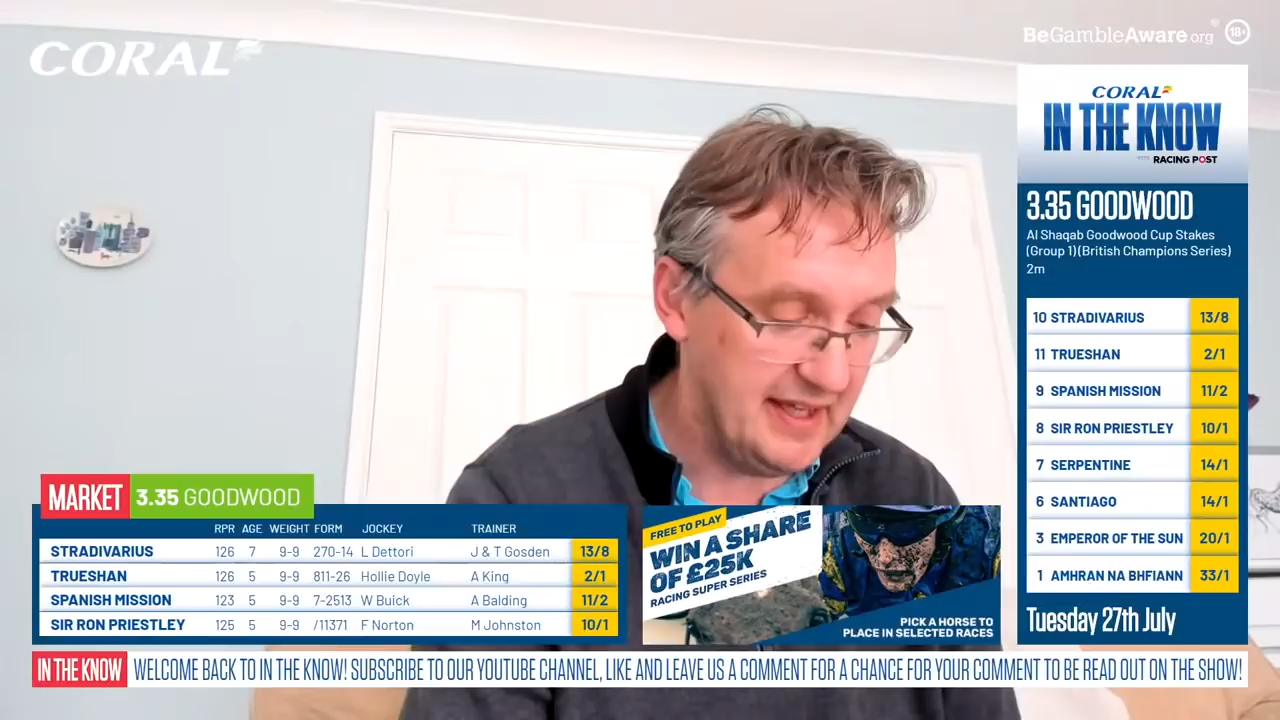 CORAL
BeGambleAware.org 18+
CORAL
IN THE KNOW
WITH RACING POST
3.35 GOODWOOD
Al Shaqab Goodwood Cup Stakes
(Group 1)(British Champions Series)
2m
10 STRADIVARIUS 13/8
11 TRUESHAN 2/1
9 SPANISH MISSION 11/2
8 SIR RON PRIESTLEY 10/1
7 SERPENTINE 14/1
6 SANTIAGO 14/1
3 EMPEROR OF THE SUN 20/1
1 AMHRAN NA BHFIANN 33/1
Tuesday 27th July
MARKET 3.35 GOODWOOD
RPR AGE WEIGHT FORM JOCKEY TRAINER
STRADIVARIUS 126 7 9-9 270-14 L Dettori J & T Gosden 13/8
TRUESHAN 126 5 9-9 811-26 Hollie Doyle A King 2/1
SPANISH MISSION 123 5 9-9 7-2513 W Buick A Balding 11/2
SIR RON PRIESTLEY 125 5 9-9 /11371 F Norton M Johnston 10/1
FREE TO PLAY
WIN A SHARE
OF £25K
RACING SUPER SERIES
PICK A HORSE TO
PLACE IN SELECTED RACES
IN THE KNOW WELCOME BACK TO IN THE KNOW! SUBSCRIBE TO OUR YOUTUBE CHANNEL, LIKE AND LEAVE US A COMMENT FOR A CHANCE FOR YOUR COMMENT TO BE READ OUT ON THE SHOW!